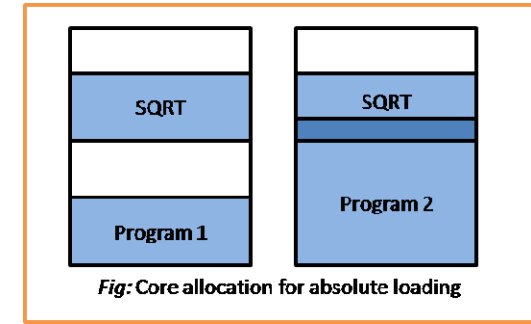 SQRT
SQRT
Program 1
Program 2
Fig: Core allocation for absolute loading